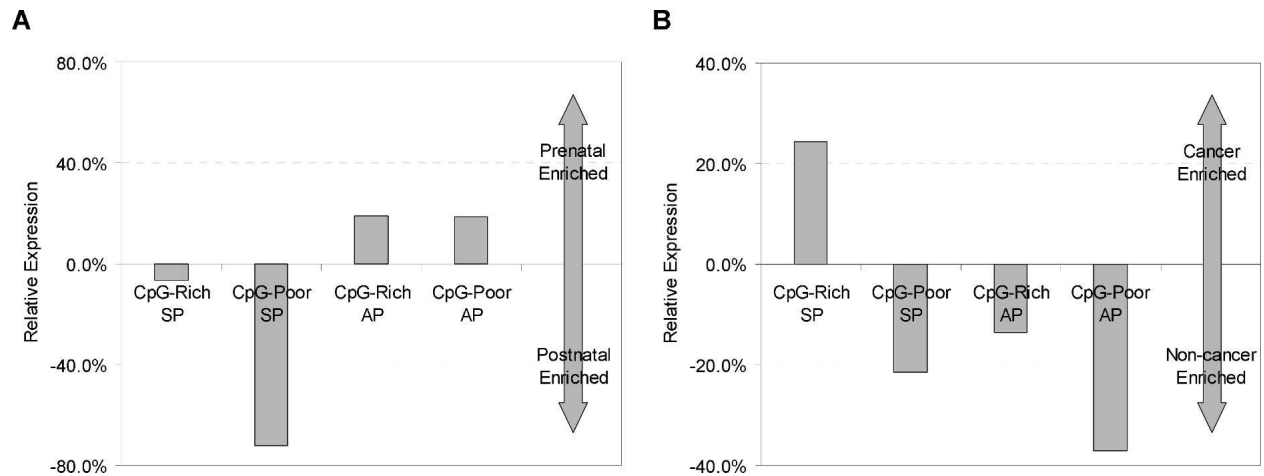 A
Relative Expression
80.0%
40.0%
0.0%
-40.0%
-80.0%
CpG-Rich
SP
CpG-Poor
SP
CpG-Rich
AP
CpG-Poor
AP
Prenatal
Enriched
Postnatal
Enriched
B
Relative Expression
40.0%
20.0%
0.0%
-20.0%
-40.0%
CpG-Rich
SP
CpG-Poor
SP
CpG-Rich
AP
CpG-Poor
AP
Cancer
Enriched
Non-cancer
Enriched